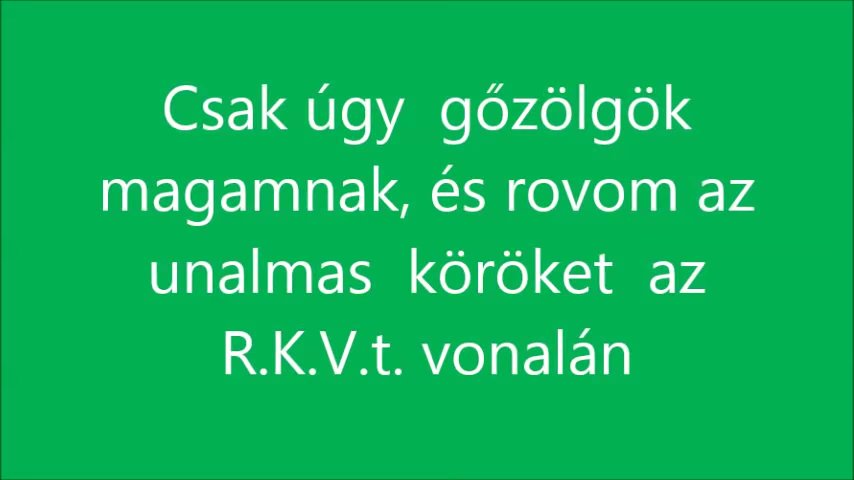 Csak úgy  gőzölgök
magamnak, és rovom az
unalmas  köröket  az
R.K.V.t. vonalán